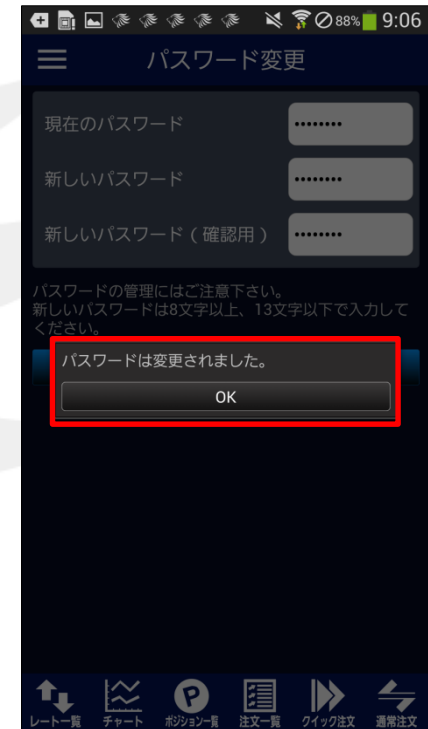 88% 9:06
パスワード変更
現在のパスワード ••••••••
新しいパスワード ••••••••
新しいパスワード(確認用) ••••••••
パスワードの管理にはご注意下さい。
新しいパスワードは8文字以上、13文字以下で入力して
ください。
パスワードは変更されました。
OK
レート一覧 チャート ポジション一覧 注文一覧 クイック注文 通常注文